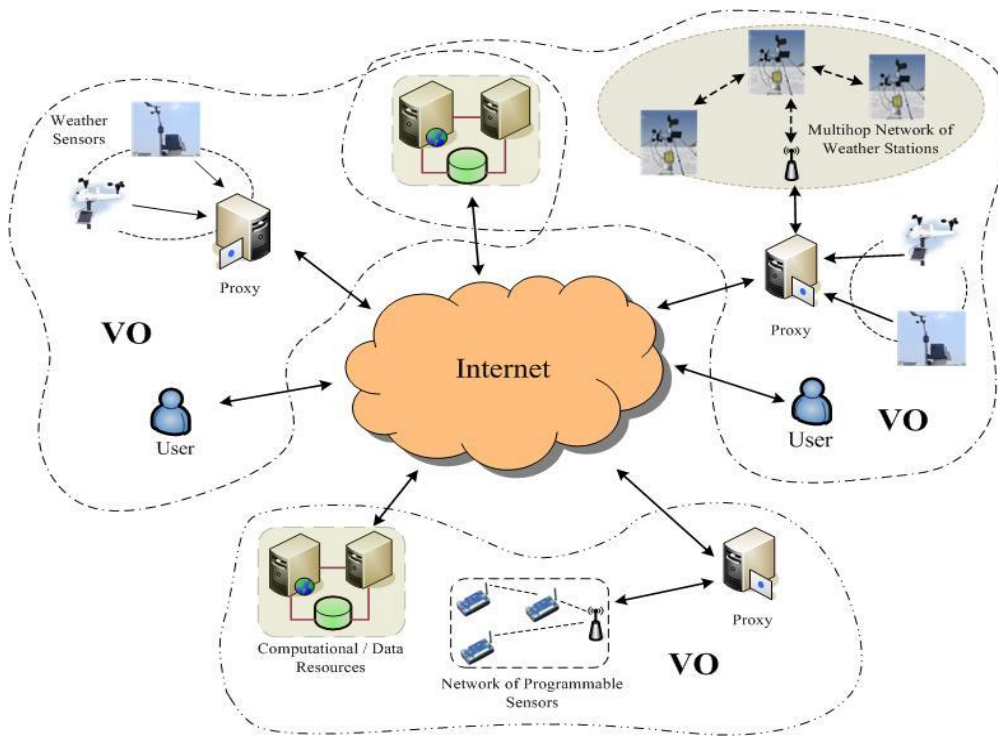 Weather
Sensors
Proxy
VO
User
Multihop Network of
Weather Stations
Proxy
User
VO
Internet
Computational / Data
Resources
Network of Programmable
Sensors
Proxy
VO